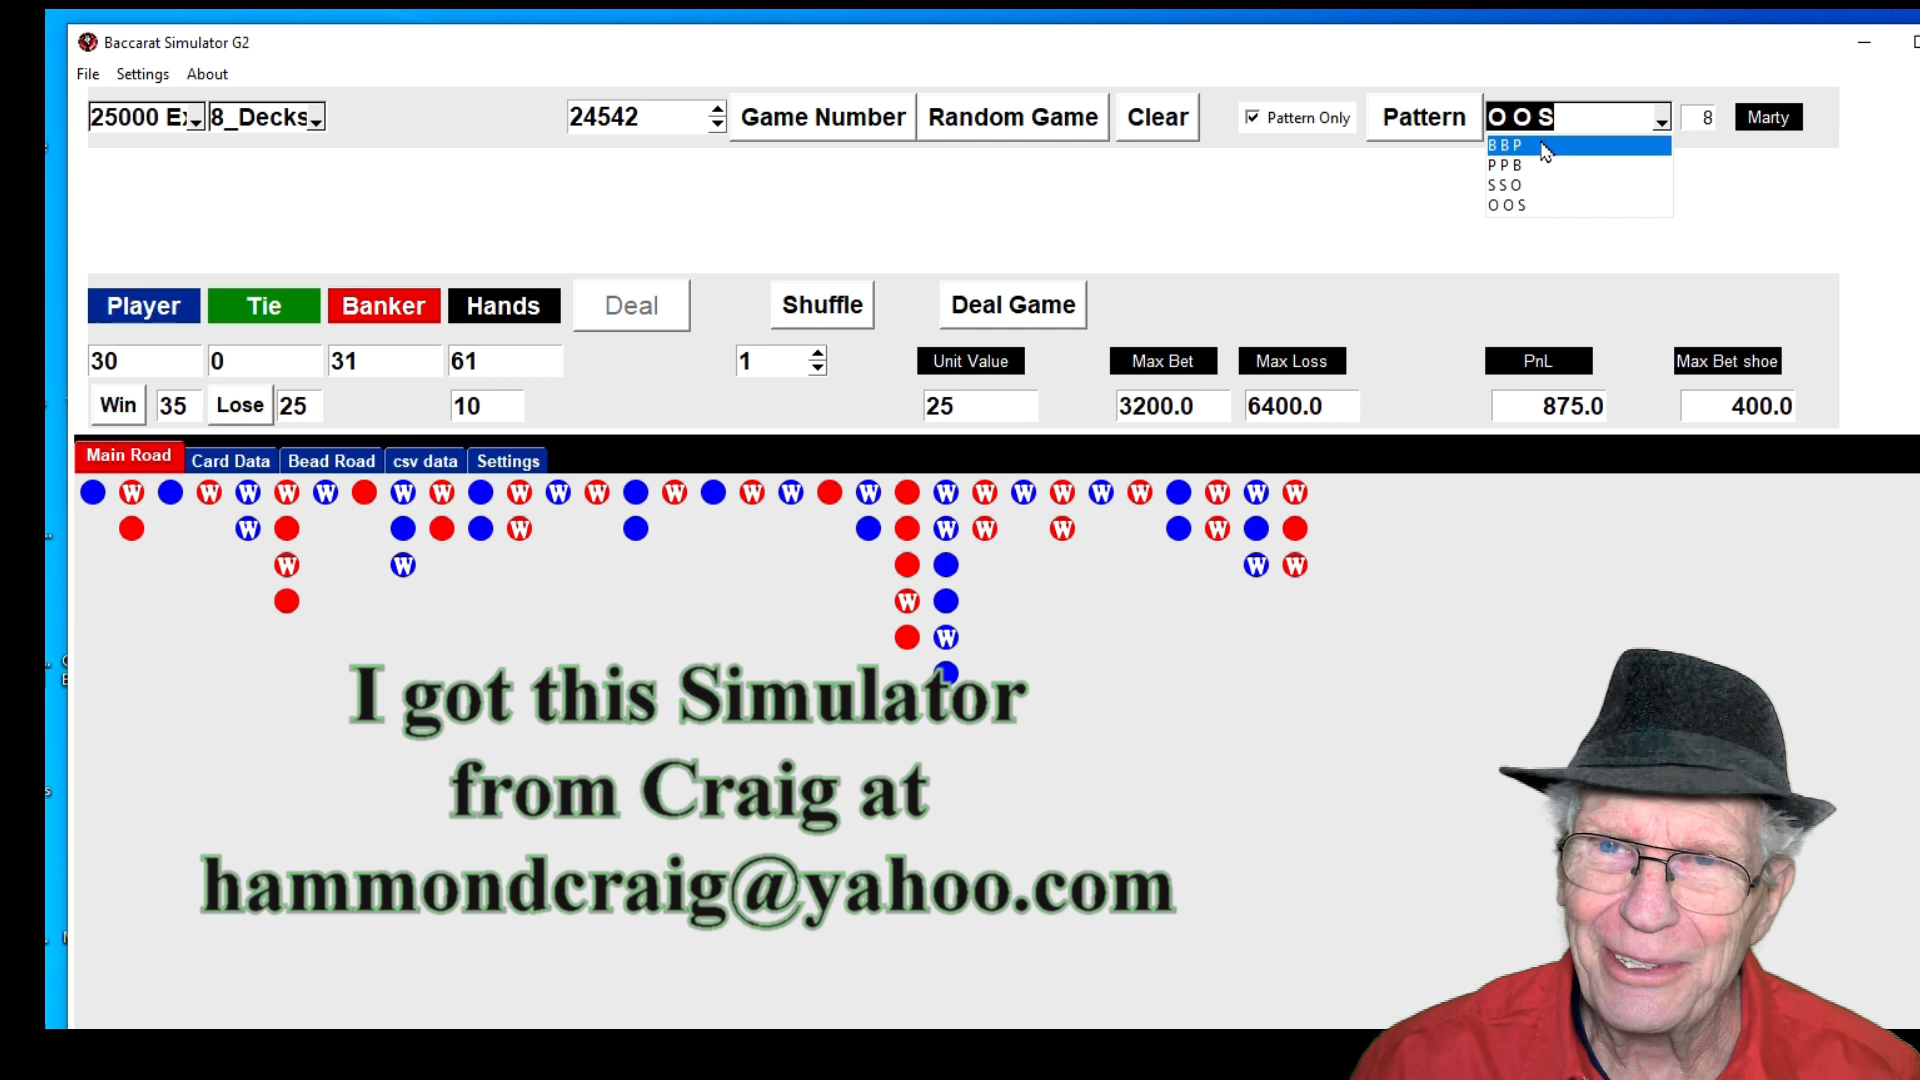 Baccarat Simulator G2
File Settings About
25000 E 8_Decks 24542 Game Number Random Game Clear Pattern Only Pattern O O S 8 Marty
B B P
P P B
S S O
O O S
Player Tie Banker Hands Deal Shuffle Deal Game
30 0 31 61 1 Unit Value Max Bet Max Loss PnL Max Bet shoe
Win 35 Lose 25 10 25 3200.0 6400.0 875.0 400.0
Main Road Card Data Bead Road csv data Settings
W W W W W W W W W W W W W W W W W W W W W W W
W W W W W W W
W W W W
W
W
I got this Simulator
from Craig at
hammondcraig@yahoo.com